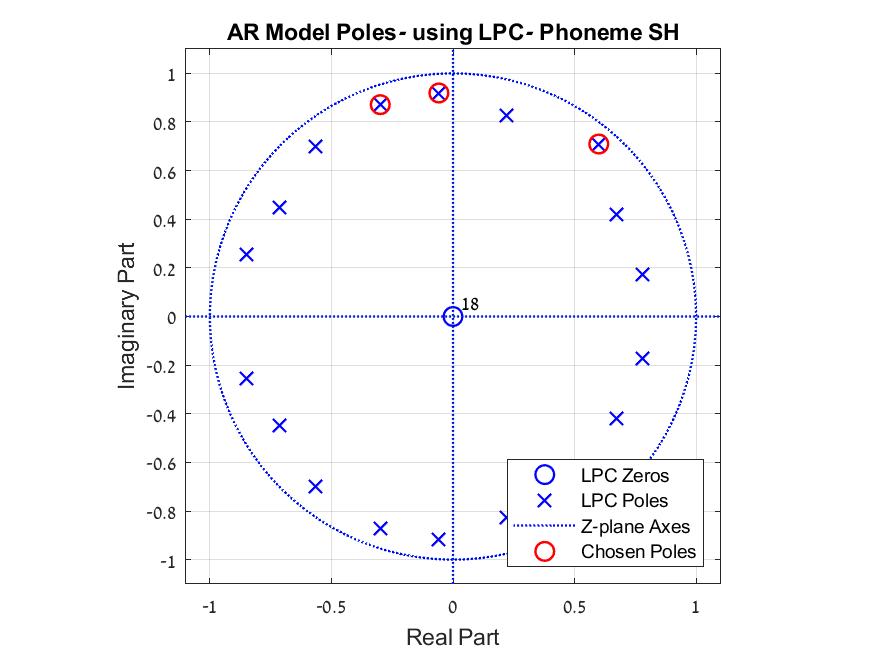 AR Model Poles- using LPC- Phoneme SH
Imaginary Part
1
0.8
0.6
0.4
0.2
0
-0.2
-0.4
-0.6
-0.8
-1
18
LPC Zeros
LPC Poles
Z-plane Axes
Chosen Poles
-1 -0.5 0 0.5 1
Real Part